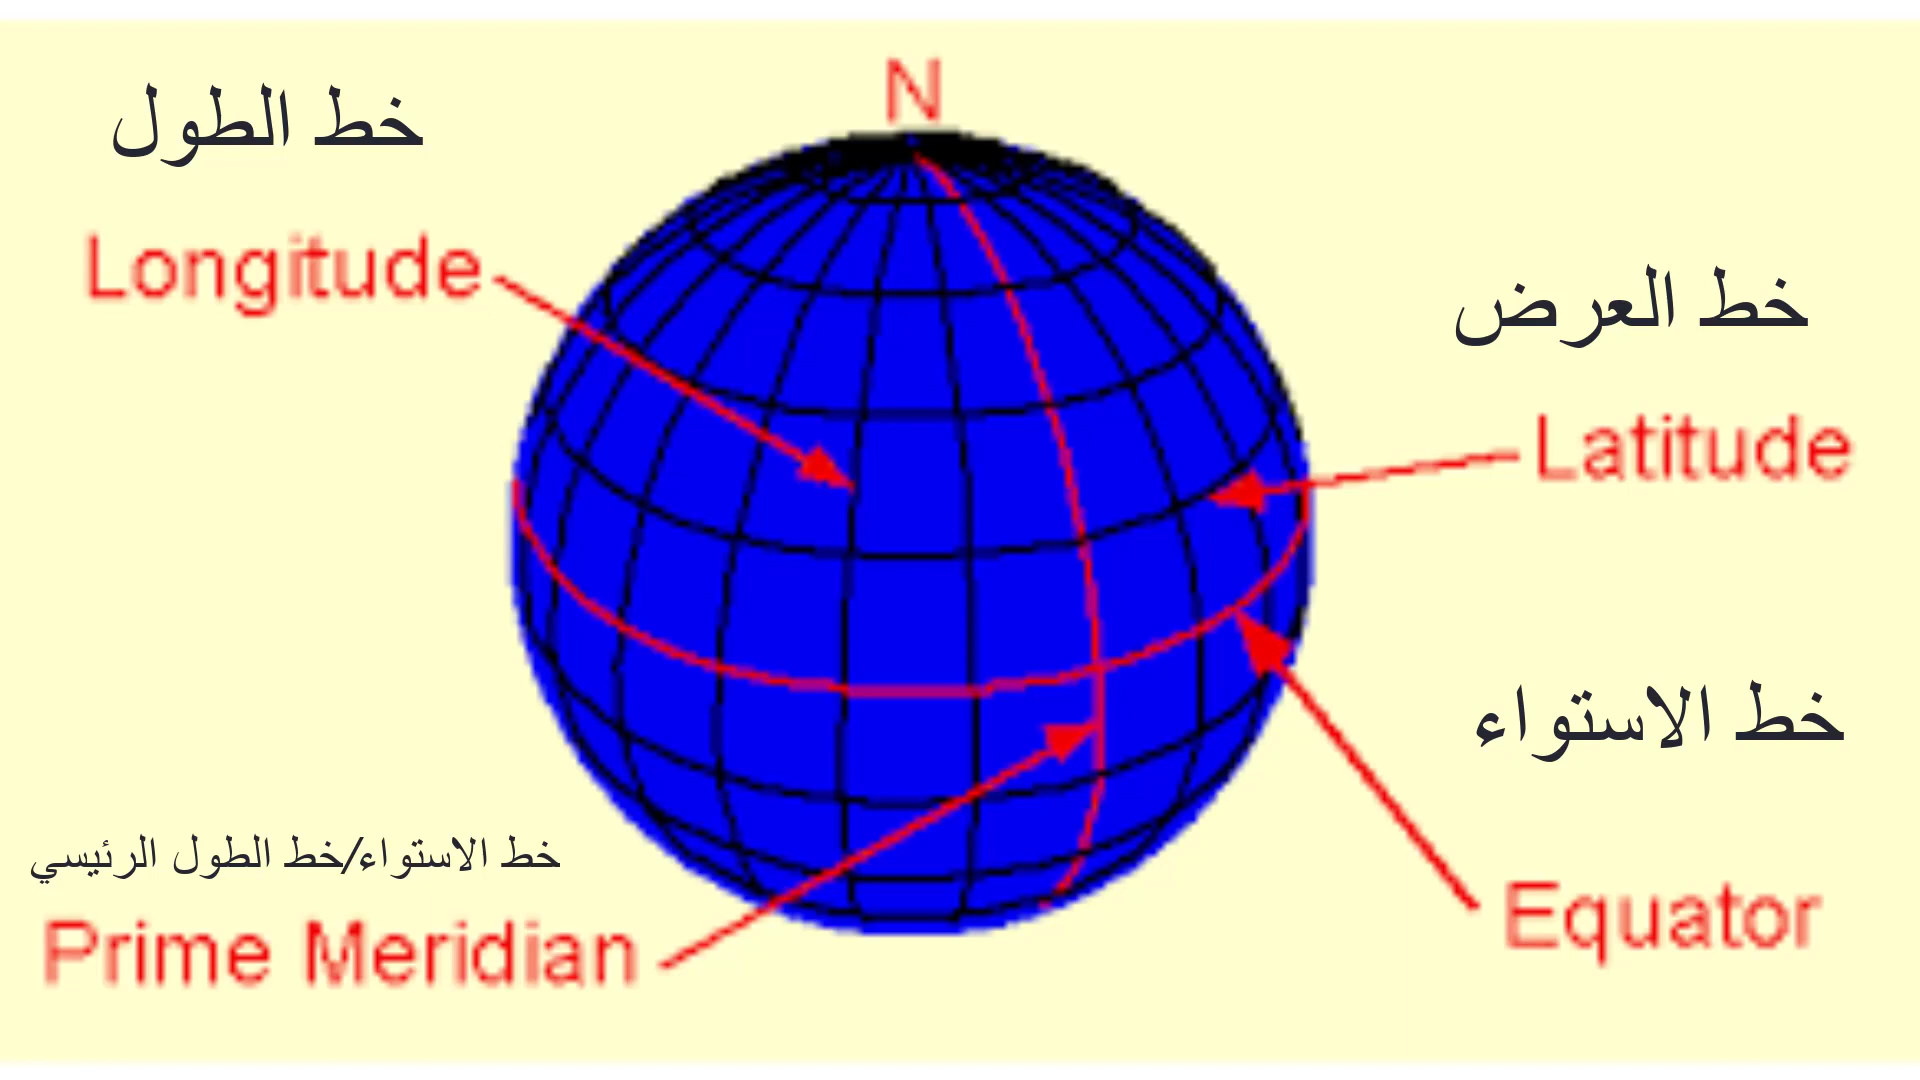 N
خط الطول
Longitude
خط العرض
Latitude
خط الاستواء
Equator
خط الاستواء/خط الطول الرئيسي
Prime Meridian